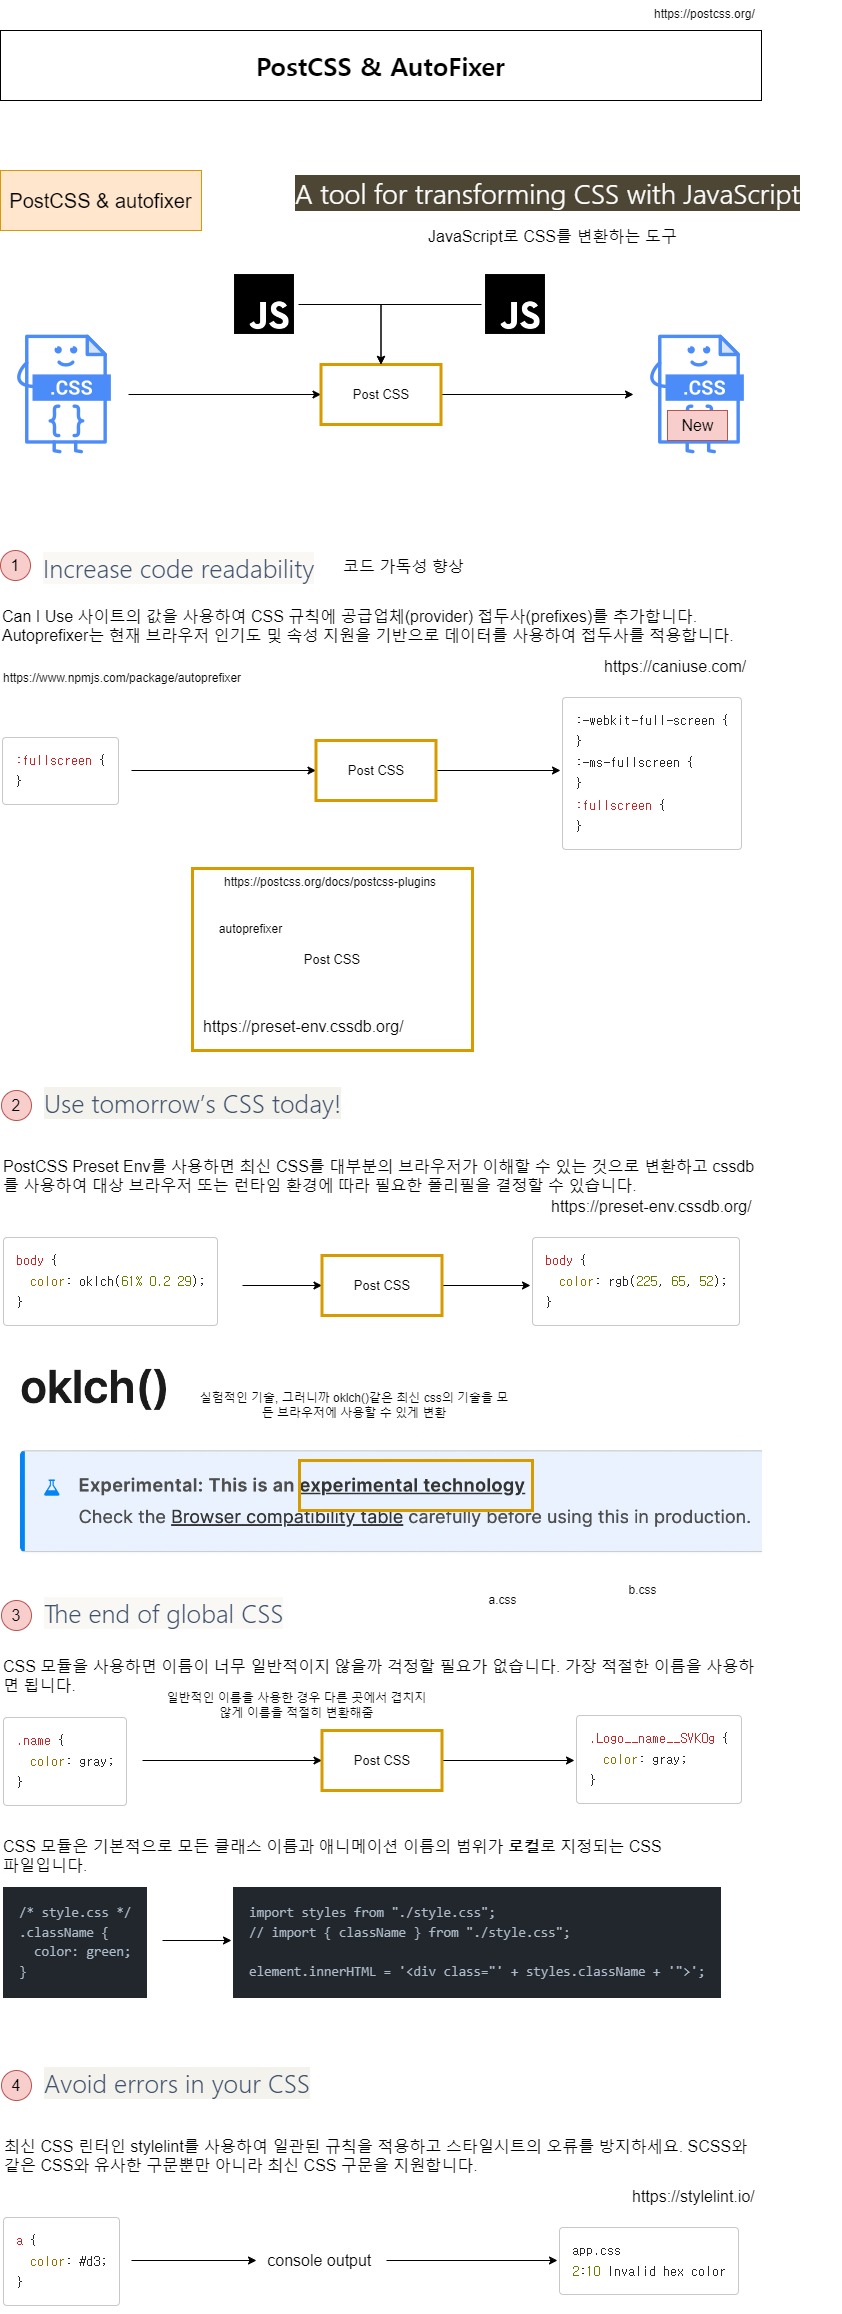 https://postcss.org/
PostCSS & AutoFixer
PostCSS & autofixer
A tool for transforming CSS with JavaScript
JavaScript로 CSS를 변환하는 도구
JS
JS
.CSS
{ }
Post CSS
.CSS
New
1
Increase code readability
코드 가독성 향상
Can I Use 사이트의 값을 사용하여 CSS 규칙에 공급업체(provider) 접두사(prefixes)를 추가합니다.
Autoprefixer는 현재 브라우저 인기도 및 속성 지원을 기반으로 데이터를 사용하여 접두사를 적용합니다.
https://caniuse.com/
https://www.npmjs.com/package/autoprefixer
:fullscreen {
}
Post CSS
:-webkit-full-screen {
}
:-ms-fullscreen {
}
:fullscreen {
}
https://postcss.org/docs/postcss-plugins
autoprefixer
Post CSS
https://preset-env.cssdb.org/
2
Use tomorrow’s CSS today!
PostCSS Preset Env를 사용하면 최신 CSS를 대부분의 브라우저가 이해할 수 있는 것으로 변환하고 cssdb
를 사용하여 대상 브라우저 또는 런타임 환경에 따라 필요한 폴리필을 결정할 수 있습니다.
https://preset-env.cssdb.org/
body {
color: oklch(61% 0.2 29);
}
Post CSS
body {
color: rgb(225, 65, 52);
}
oklch()
실험적인 기술, 그러니까 oklch()같은 최신 css의 기술을 모
든 브라우저에 사용할 수 있게 변환
Experimental: This is an experimental technology
Check the Browser compatibility table carefully before using this in production.
a.css
b.css
3
The end of global CSS
CSS 모듈을 사용하면 이름이 너무 일반적이지 않을까 걱정할 필요가 없습니다. 가장 적절한 이름을 사용하
면 됩니다.
일반적인 이름을 사용한 경우 다른 곳에서 겹치지
않게 이름을 적절히 변환해줌
.name {
color: gray;
}
Post CSS
.Logo__name__SVK0g {
color: gray;
}
CSS 모듈은 기본적으로 모든 클래스 이름과 애니메이션 이름의 범위가 로컬로 지정되는 CSS
파일입니다.
/* style.css */
.className {
color: green;
}
import styles from "./style.css";
// import { className } from "./style.css";
element.innerHTML = '<div class="' + styles.className + '">';
4
Avoid errors in your CSS
최신 CSS 린터인 stylelint를 사용하여 일관된 규칙을 적용하고 스타일시트의 오류를 방지하세요. SCSS와
같은 CSS와 유사한 구문뿐만 아니라 최신 CSS 구문을 지원합니다.
https://stylelint.io/
a {
color: #d3;
}
console output
app.css
2:10 Invalid hex color